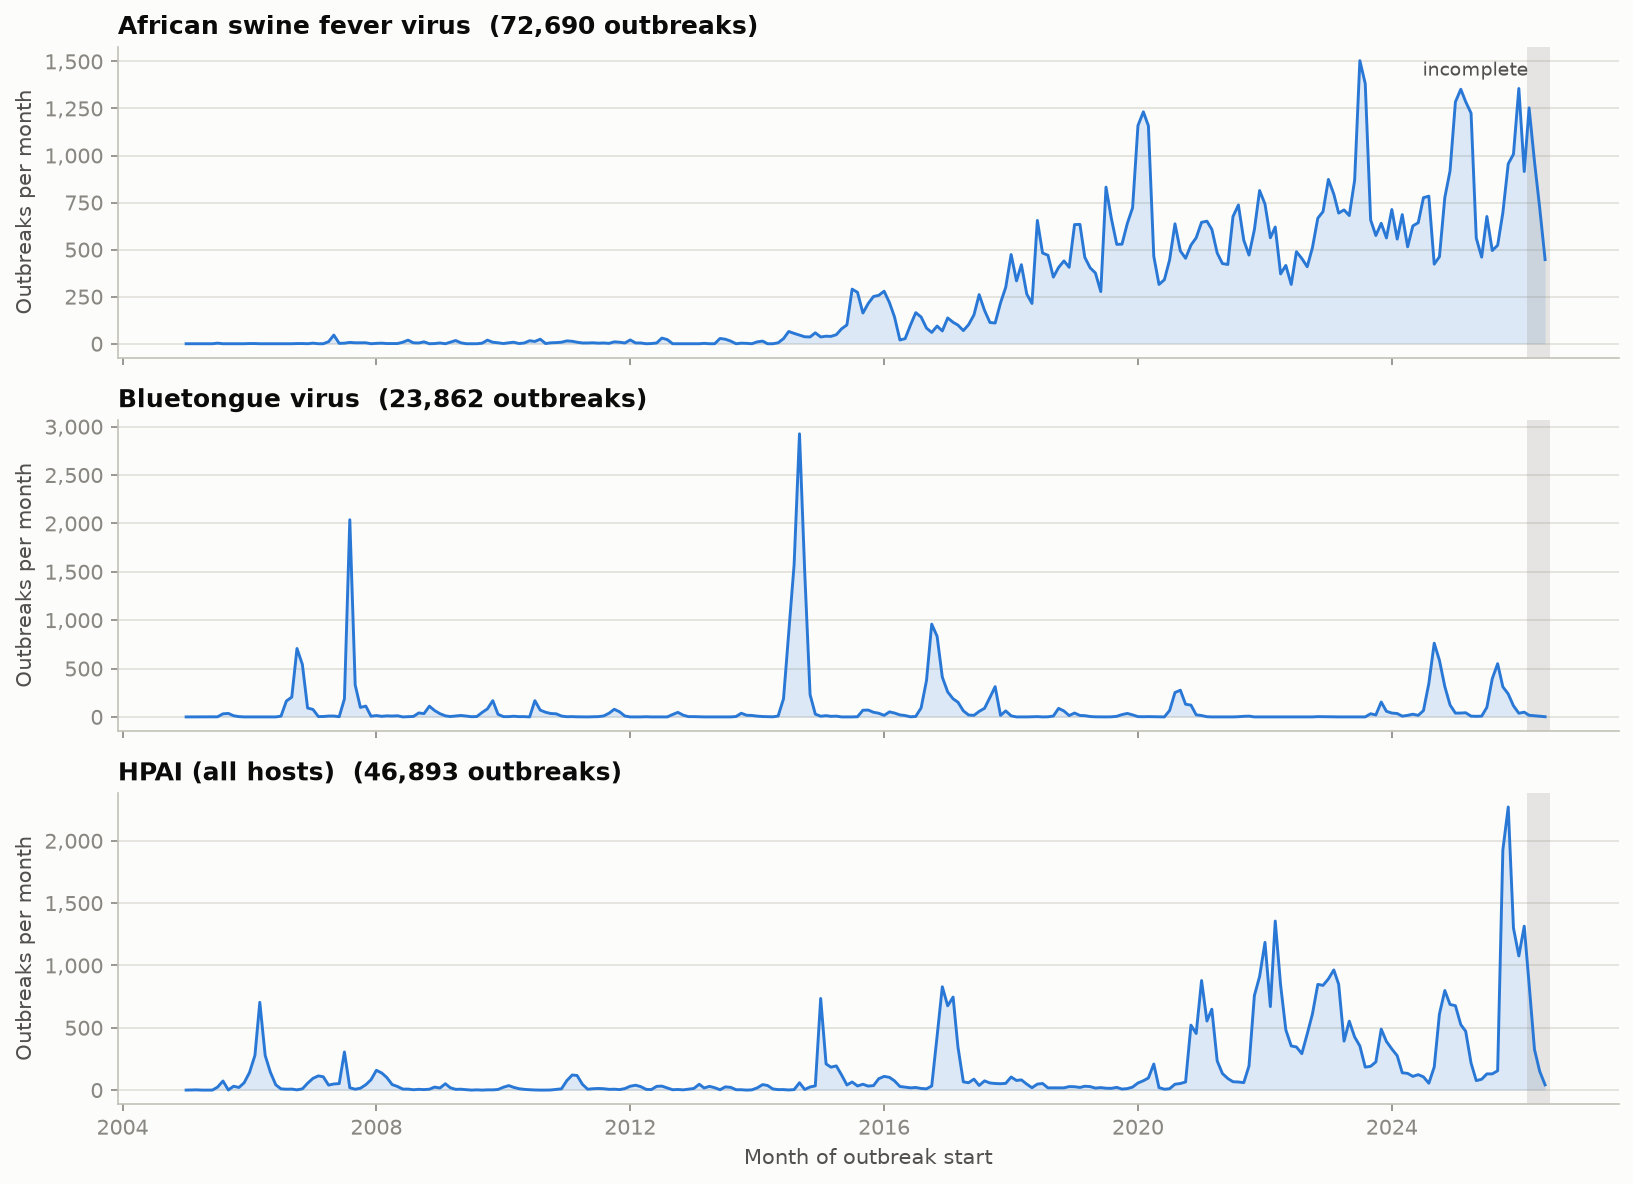 African swine fever virus  (72,690 outbreaks)
Outbreaks per month
1,500
1,250
1,000
750
500
250
0
incomplete
Bluetongue virus  (23,862 outbreaks)
Outbreaks per month
3,000
2,500
2,000
1,500
1,000
500
0
HPAI (all hosts)  (46,893 outbreaks)
Outbreaks per month
2,000
1,500
1,000
500
0
2004 2008 2012 2016 2020 2024
Month of outbreak start